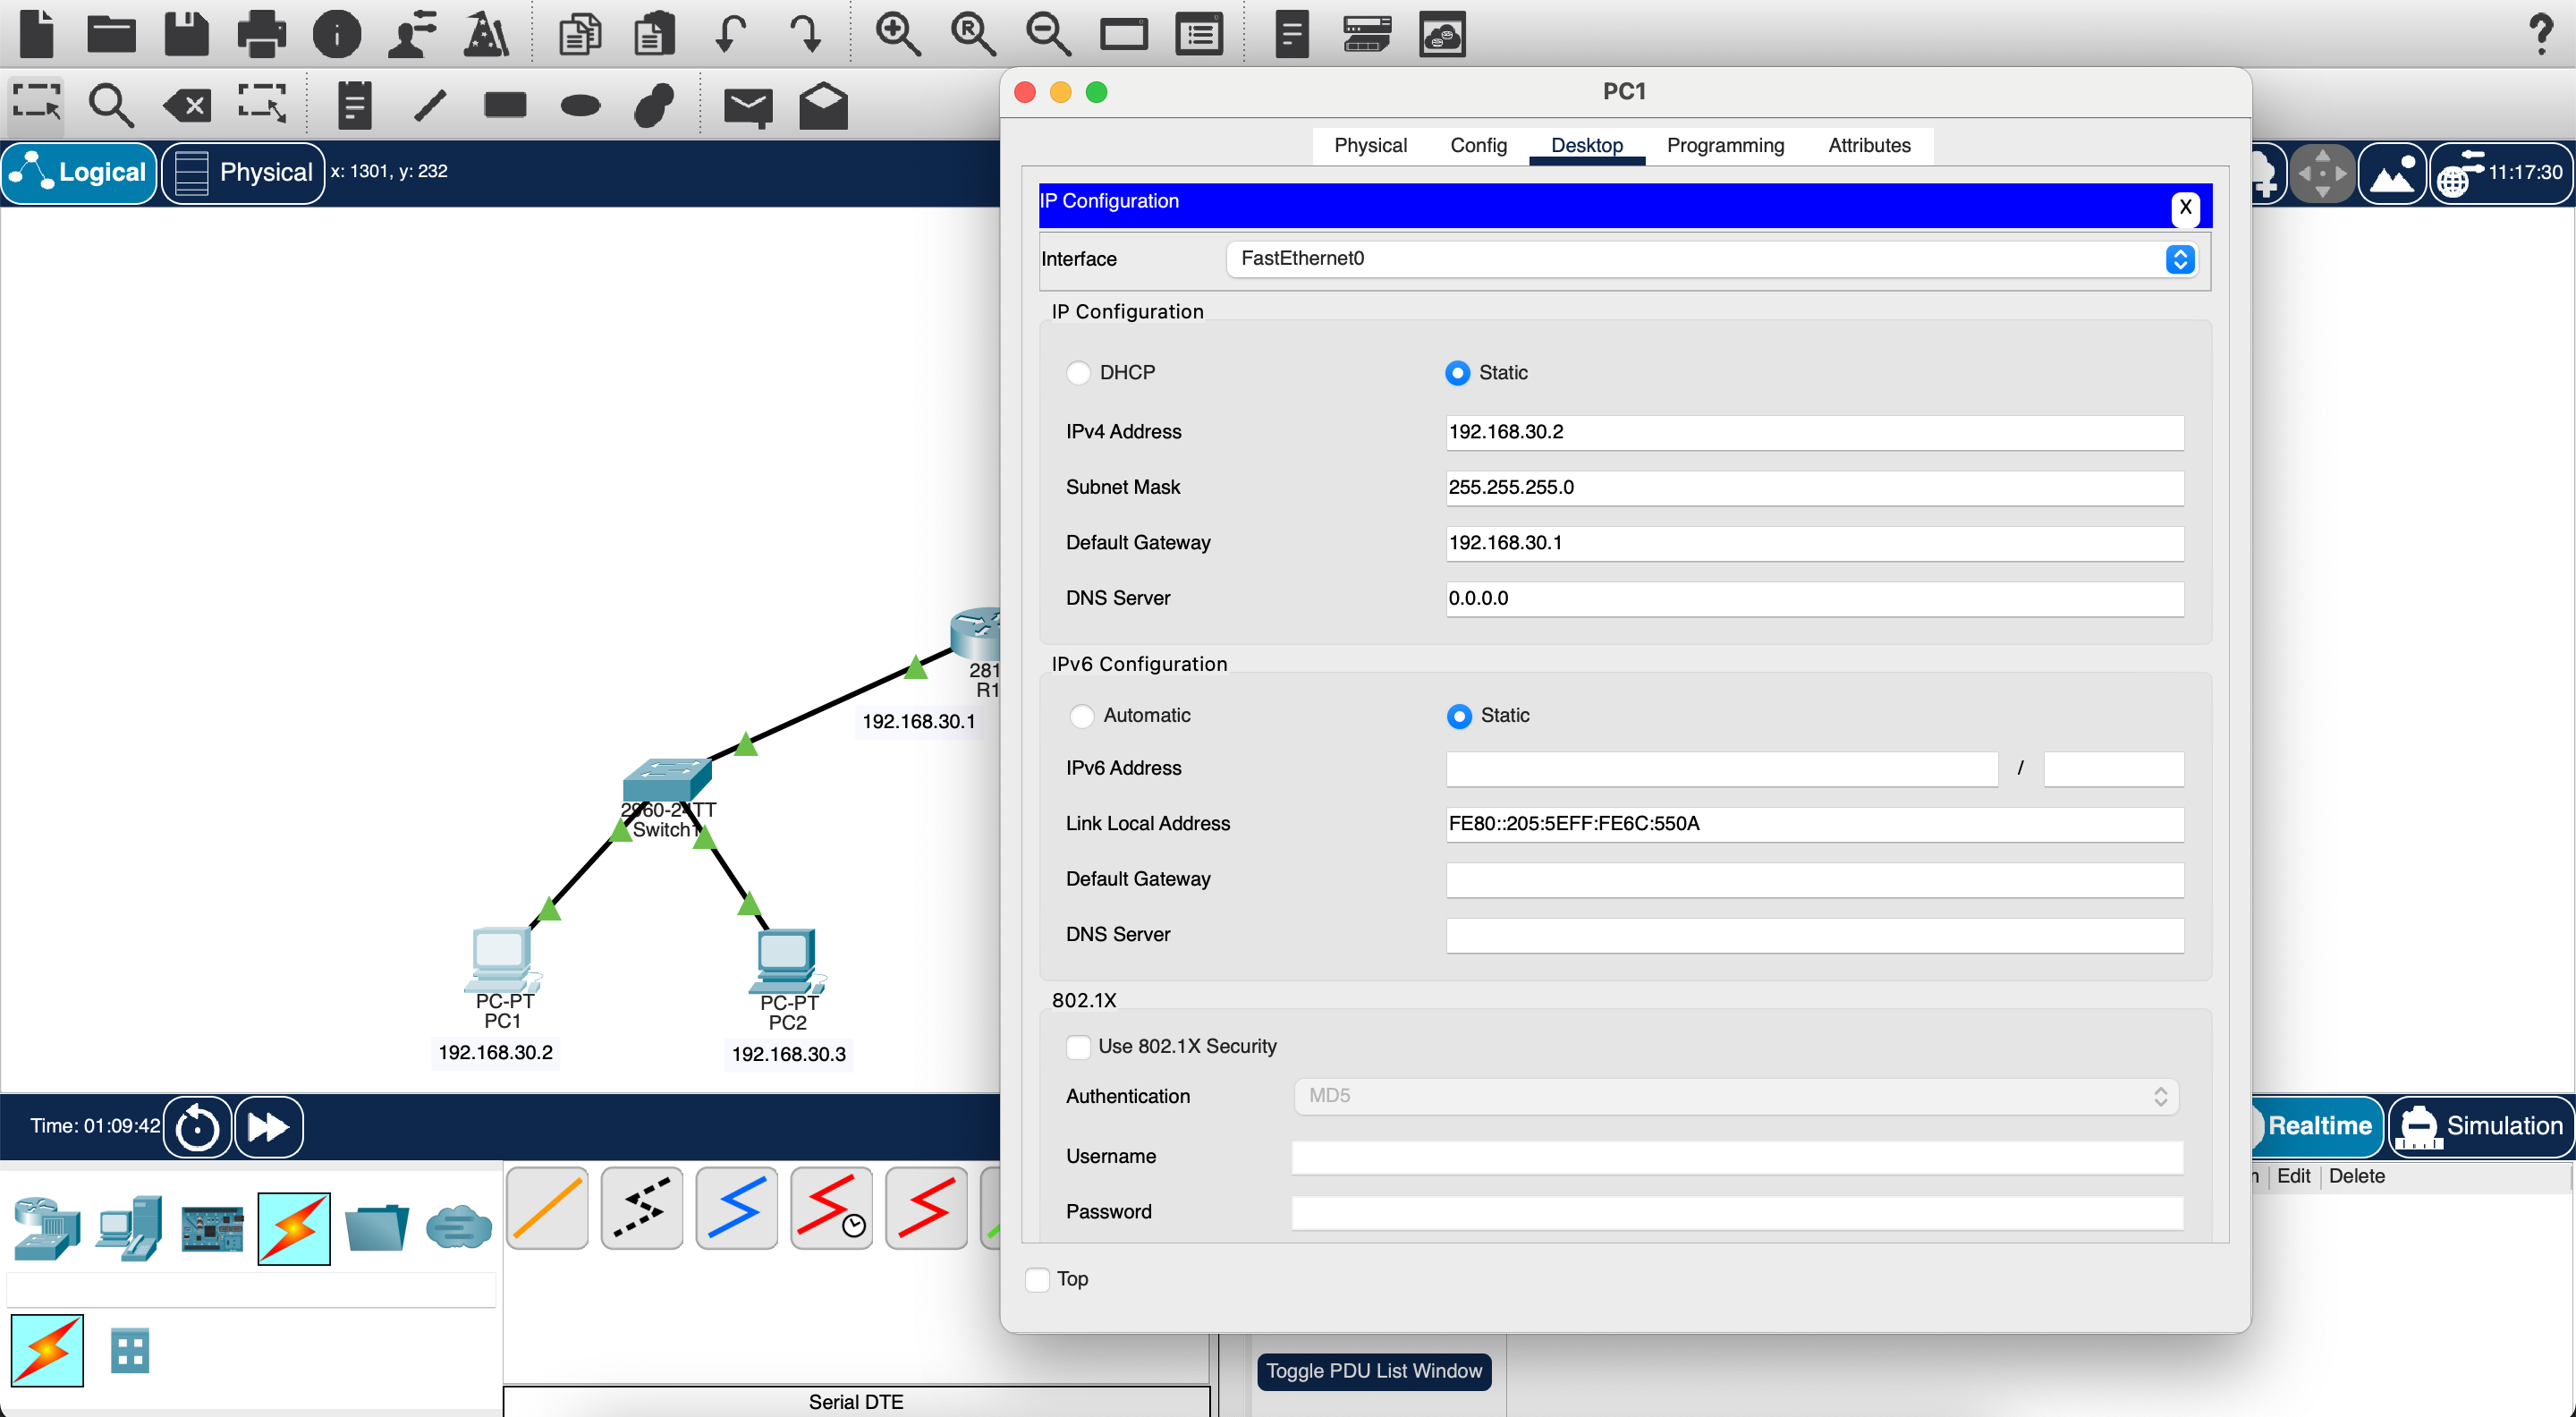 PC1
Physical
Config
Desktop
Programming
Attributes
Logical
Physical
x: 1301, y: 232
11:17:30
IP Configuration
X
Interface
FastEthernet0
IP Configuration
DHCP
Static
IPv4 Address
192.168.30.2
Subnet Mask
255.255.255.0
Default Gateway
192.168.30.1
DNS Server
0.0.0.0
IPv6 Configuration
Automatic
Static
IPv6 Address
/
Link Local Address
FE80::205:5EFF:FE6C:550A
Default Gateway
DNS Server
802.1X
Use 802.1X Security
Authentication
MD5
Username
Password
Top
281
R1
192.168.30.1
2960-24TT
Switch1
PC-PT
PC1
192.168.30.2
PC-PT
PC2
192.168.30.3
Time: 01:09:42
Realtime
Simulation
n
Edit
Delete
Toggle PDU List Window
Serial DTE